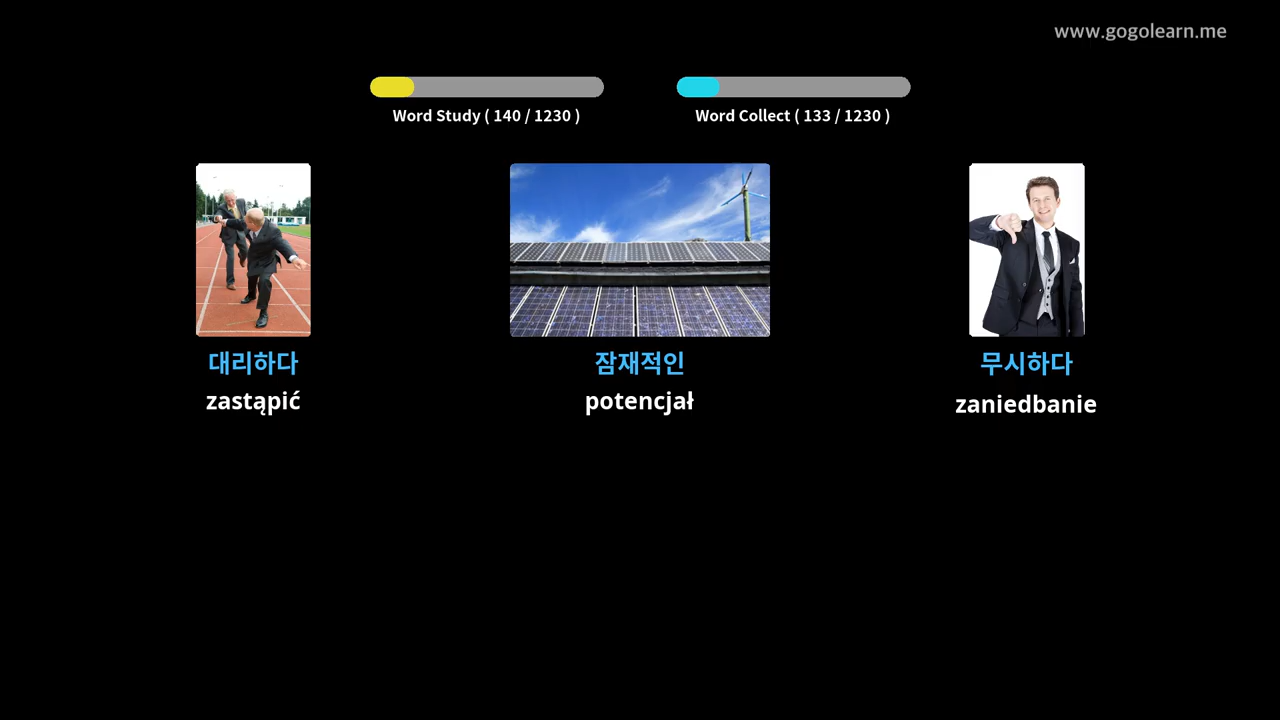 www.gogolearn.me
Word Study ( 140 / 1230 )
Word Collect ( 133 / 1230 )
대리하다
잠재적인
무시하다
zastąpić
potencjał
zaniedbanie